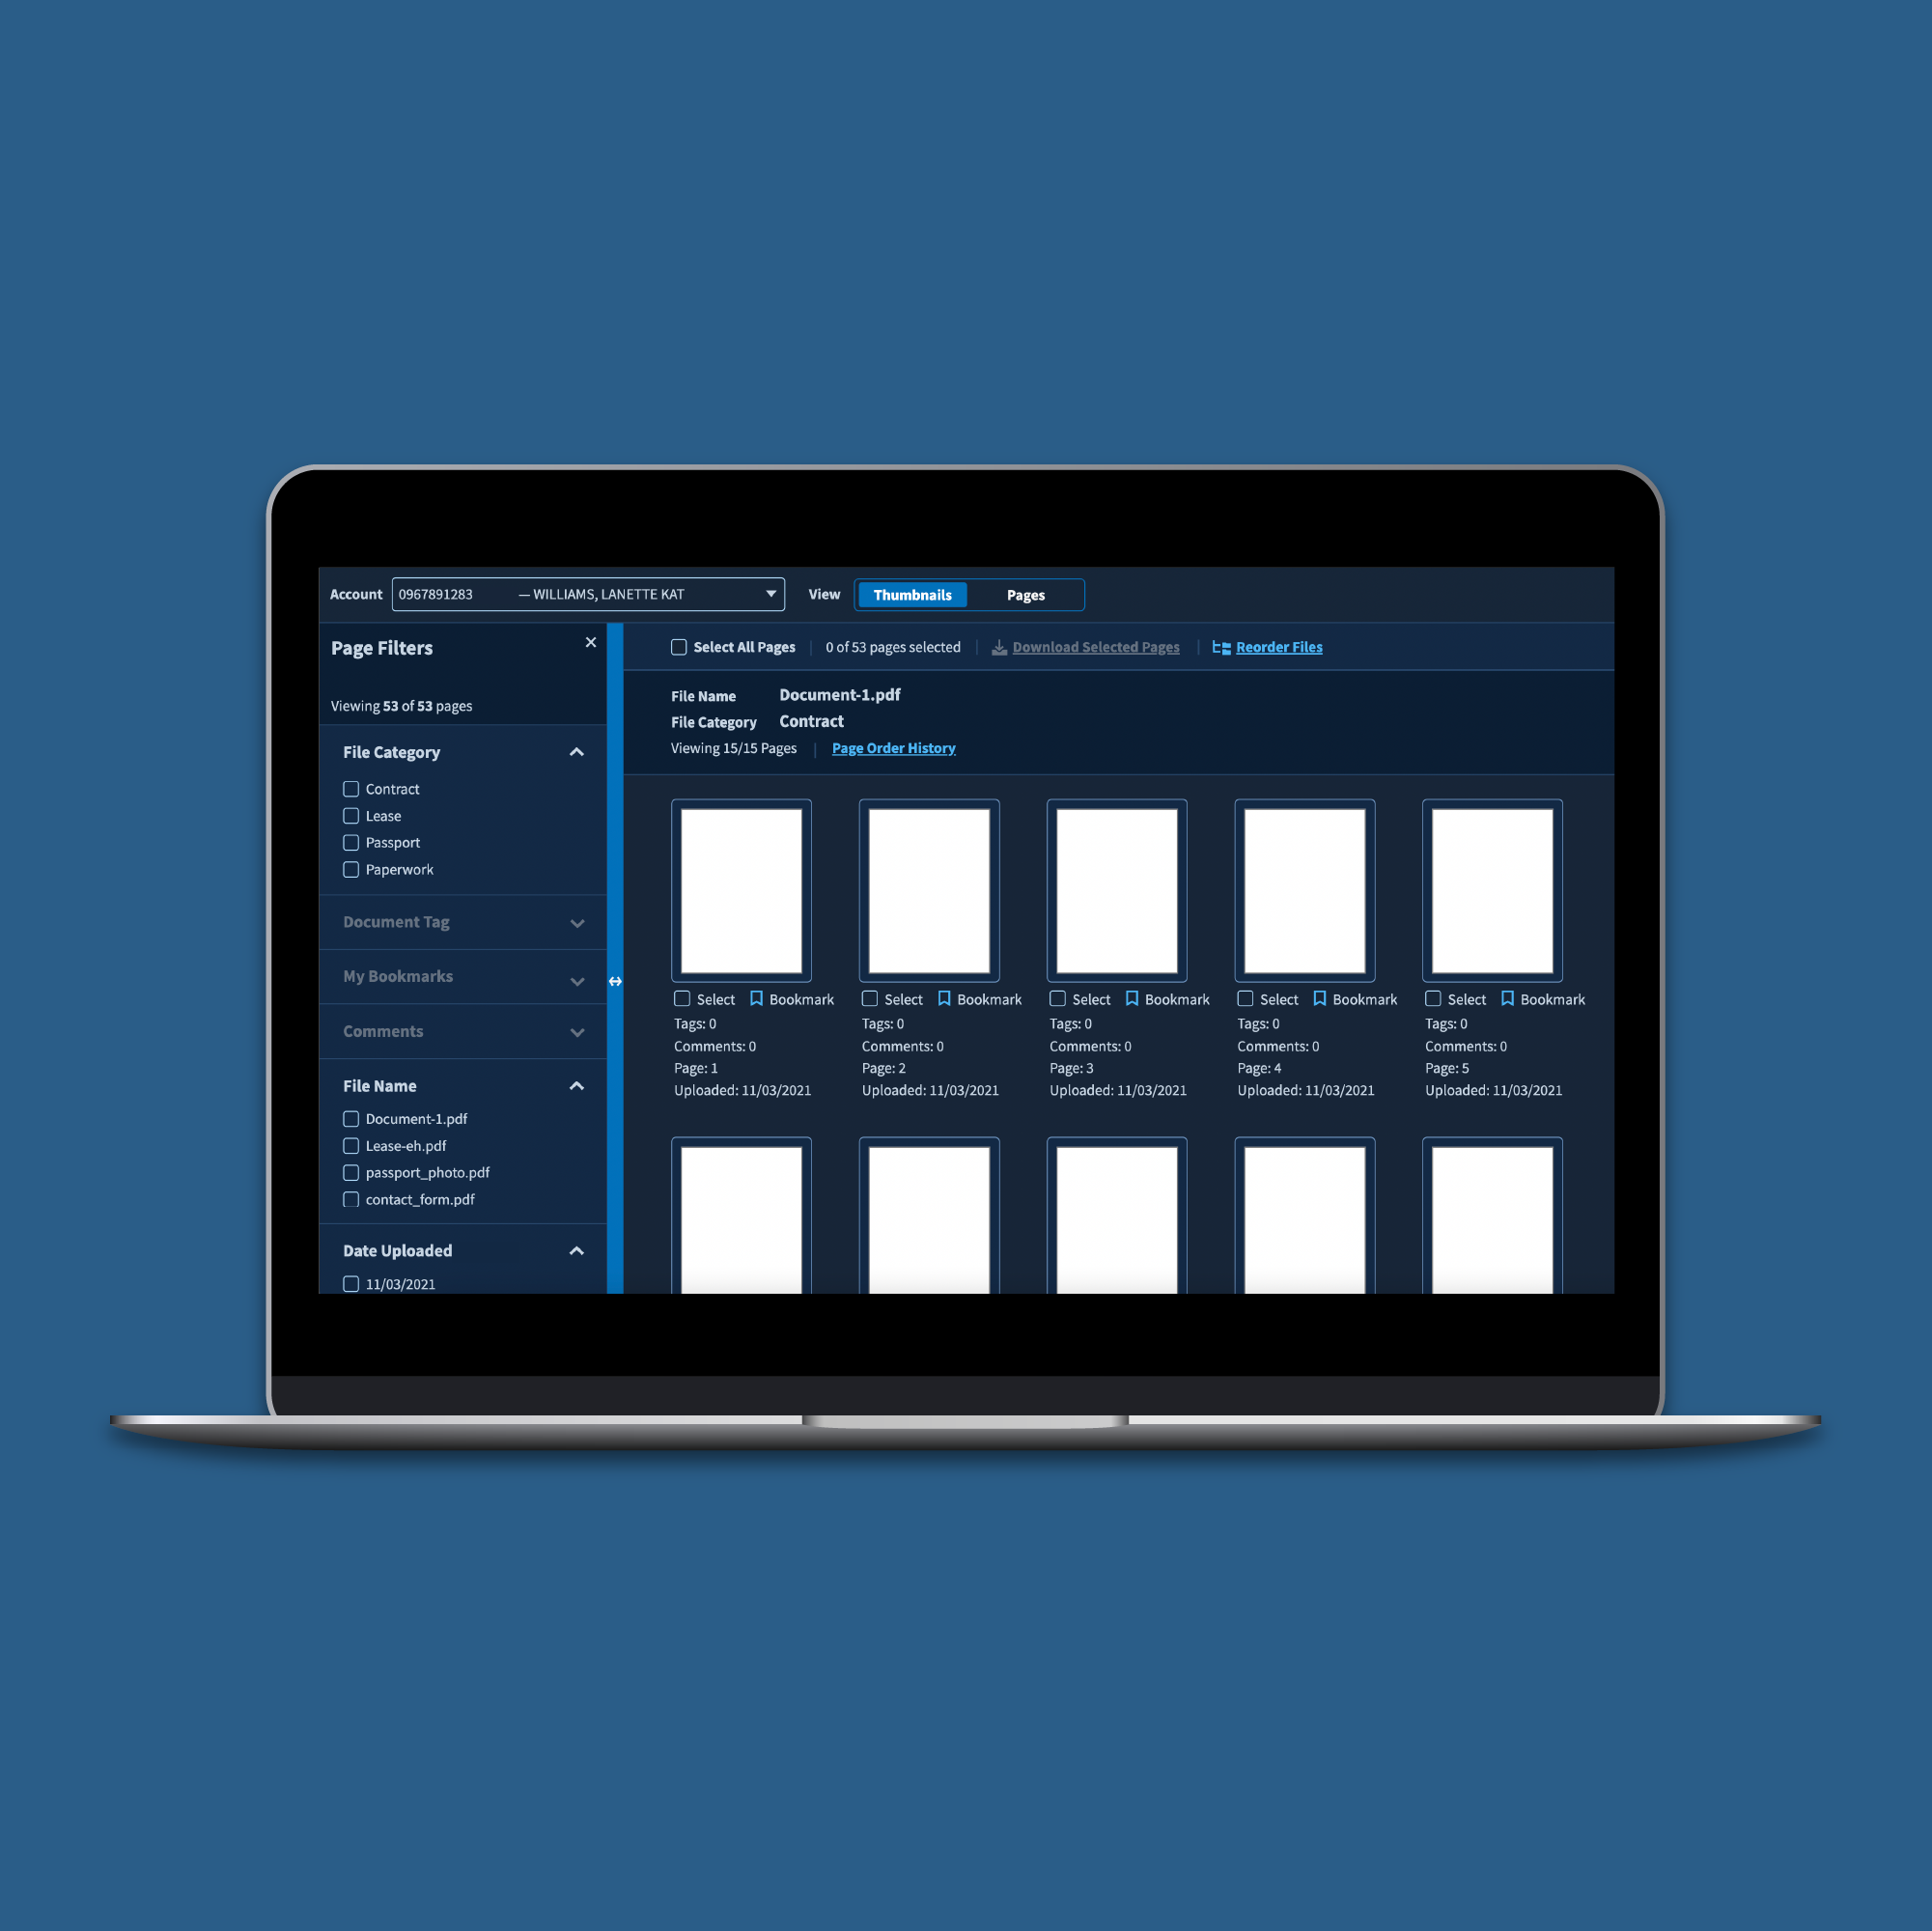 Account 0967891283 — WILLIAMS, LANETTE KAT View Thumbnails Pages
Page Filters
Viewing 53 of 53 pages
File Category
Contract
Lease
Passport
Paperwork
Document Tag
My Bookmarks
Comments
File Name
Document-1.pdf
Lease-eh.pdf
passport_photo.pdf
contact_form.pdf
Date Uploaded
11/03/2021
Select All Pages | 0 of 53 pages selected | Download Selected Pages | Reorder Files
File Name Document-1.pdf
File Category Contract
Viewing 15/15 Pages | Page Order History
Select Bookmark Select Bookmark Select Bookmark Select Bookmark Select Bookmark
Tags: 0 Tags: 0 Tags: 0 Tags: 0 Tags: 0
Comments: 0 Comments: 0 Comments: 0 Comments: 0 Comments: 0
Page: 1 Page: 2 Page: 3 Page: 4 Page: 5
Uploaded: 11/03/2021 Uploaded: 11/03/2021 Uploaded: 11/03/2021 Uploaded: 11/03/2021 Uploaded: 11/03/2021